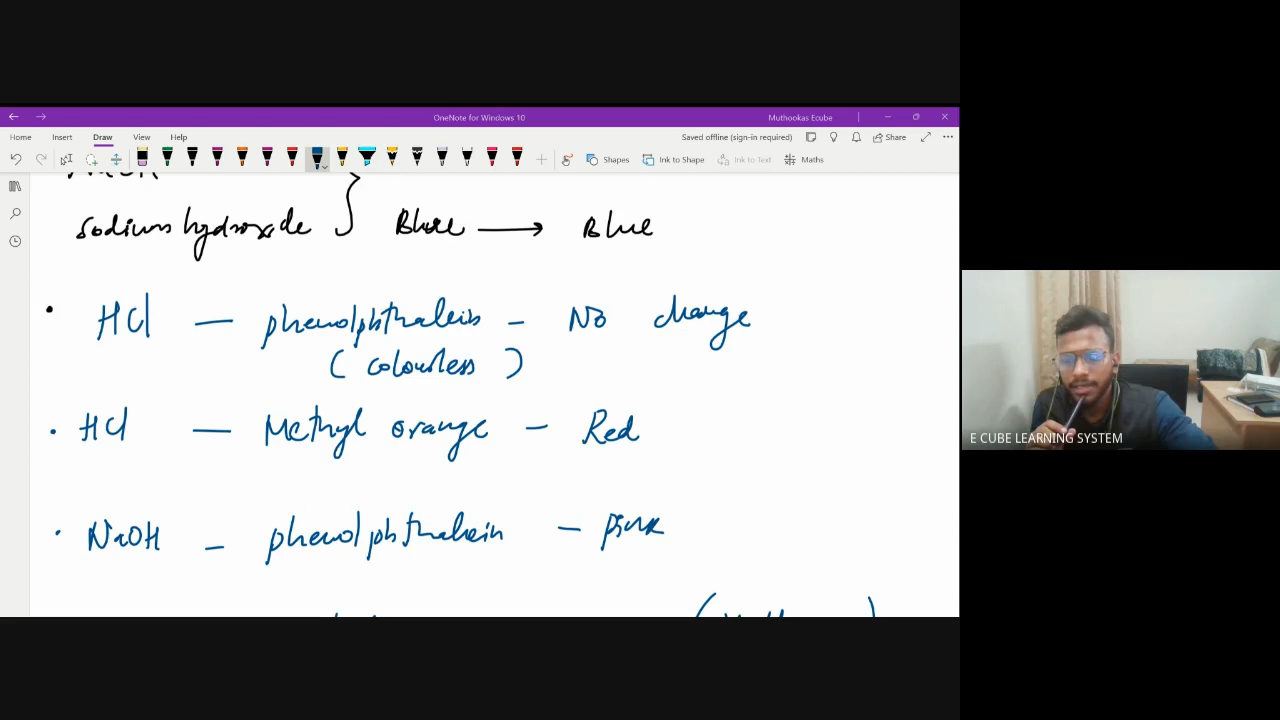 OneNote for Windows 10
Muthookas Ecube
Home Insert Draw View Help
Saved offline (sign-in required)
Share
Shapes
Ink to Shape
Ink to Text
Maths
NaOH
Sodium hydroxide } Blue → Blue
• HCl — phenolphthalein - No change
(colourless)
• HCl — Methyl orange - Red
• NaOH - phenolphthalein - pink
E CUBE LEARNING SYSTEM